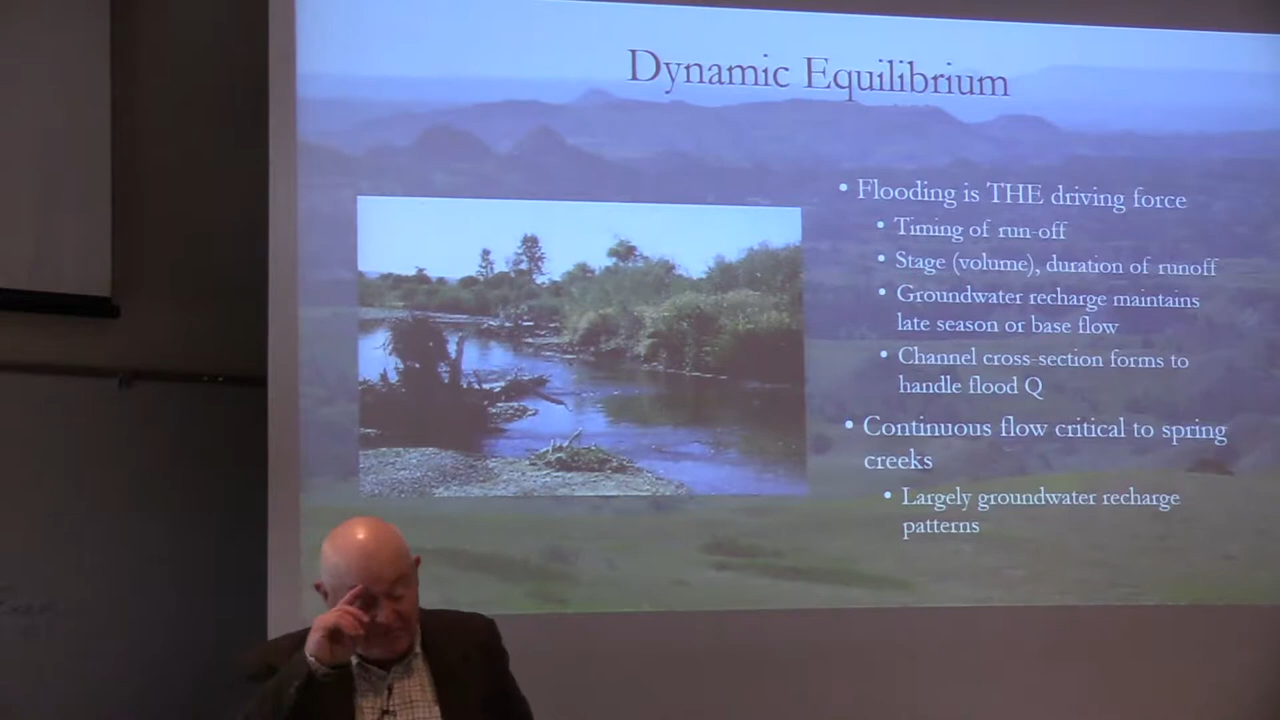 Dynamic Equilibrium
• Flooding is THE driving force
• Timing of run-off
• Stage (volume), duration of runoff
• Groundwater recharge maintains
late season or base flow
• Channel cross-section forms to
handle flood Q
• Continuous flow critical to spring
creeks
• Largely groundwater recharge
patterns